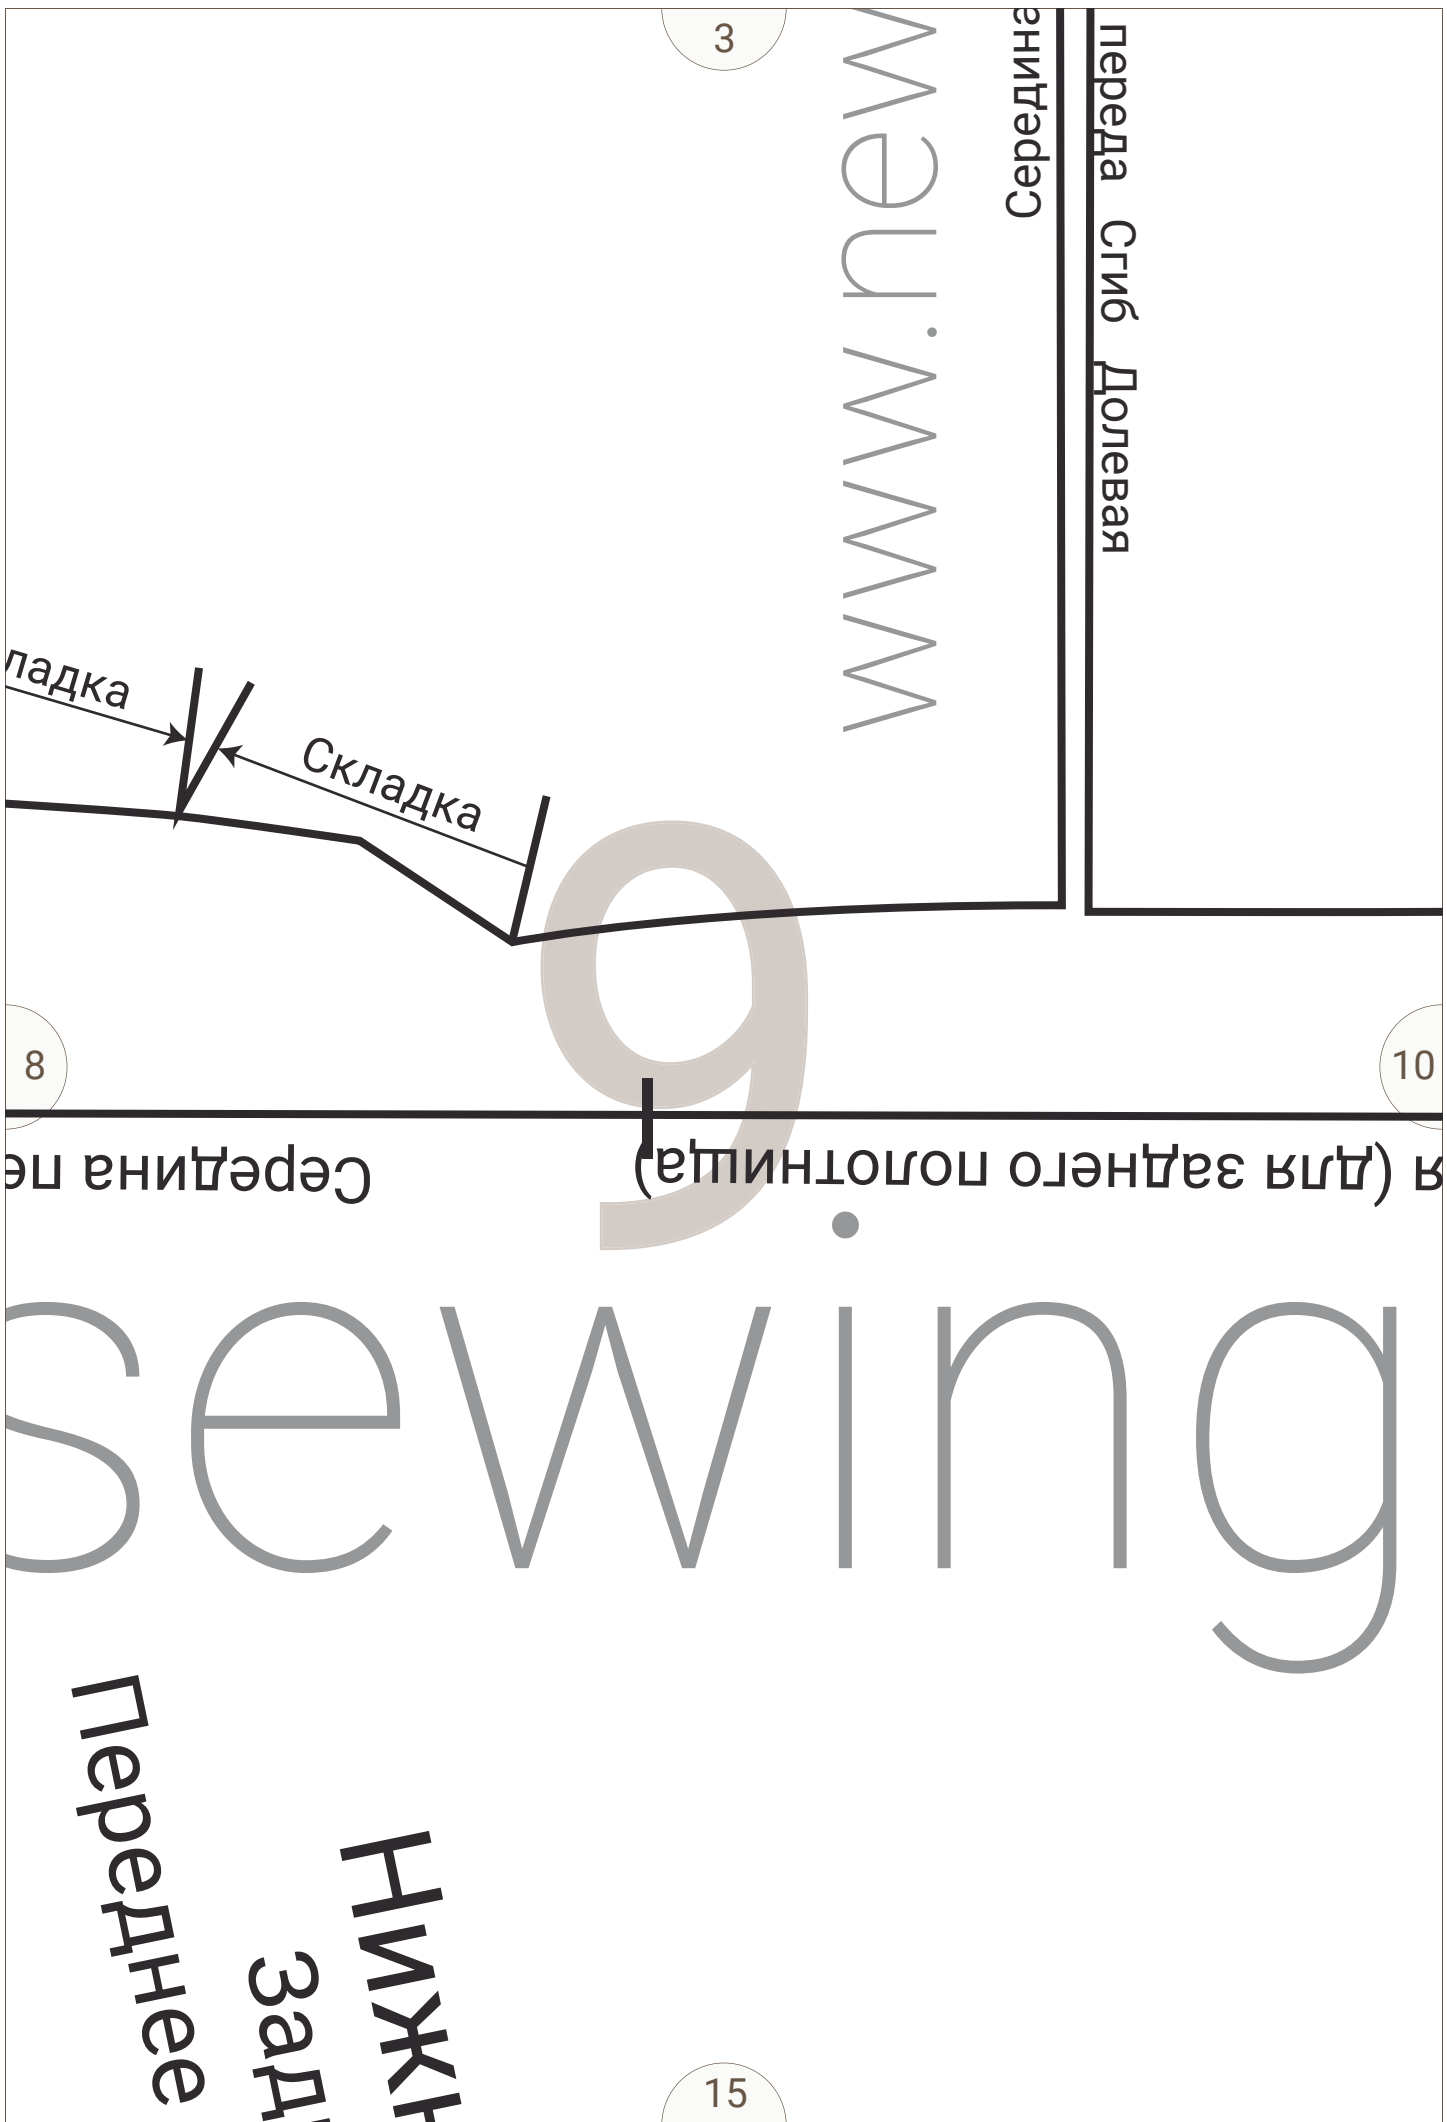 3
www.new
Середина
переда Сгиб Долевая
ладка
Складка
9
8
10
Середина пе
я (для заднего полотнища)
sewing
Переднее
Нижн
Задн
15